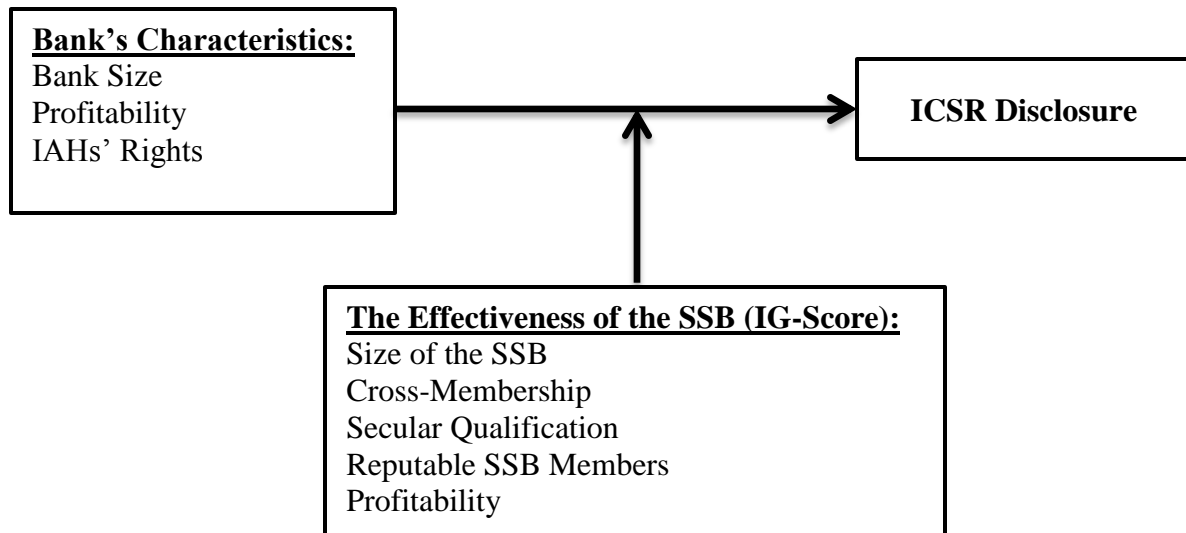 Bank’s Characteristics:
Bank Size
Profitability
IAHs’ Rights
ICSR Disclosure
The Effectiveness of the SSB (IG-Score):
Size of the SSB
Cross-Membership
Secular Qualification
Reputable SSB Members
Profitability